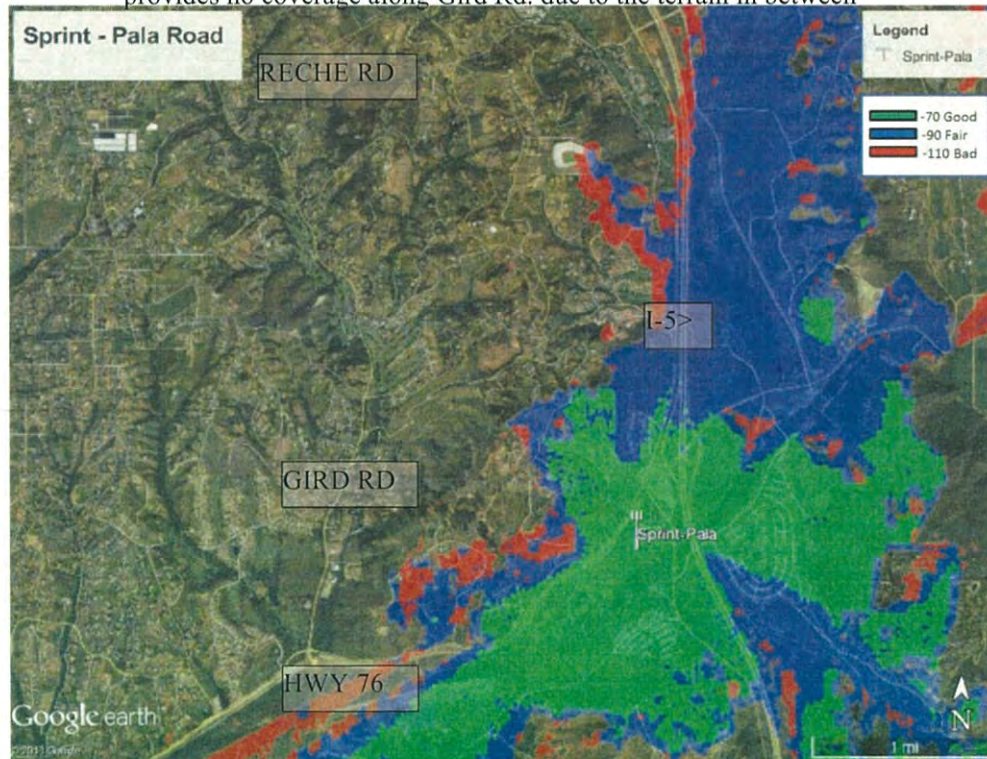 provides no coverage along Gird Rd. due to the terrain in between
Sprint - Pala Road
Legend
Sprint-Pala
-70 Good
-90 Fair
-110 Bad
RECHE RD
I-5>
GIRD RD
Sprint-Pala
HWY 76
Google earth
N
1 mi